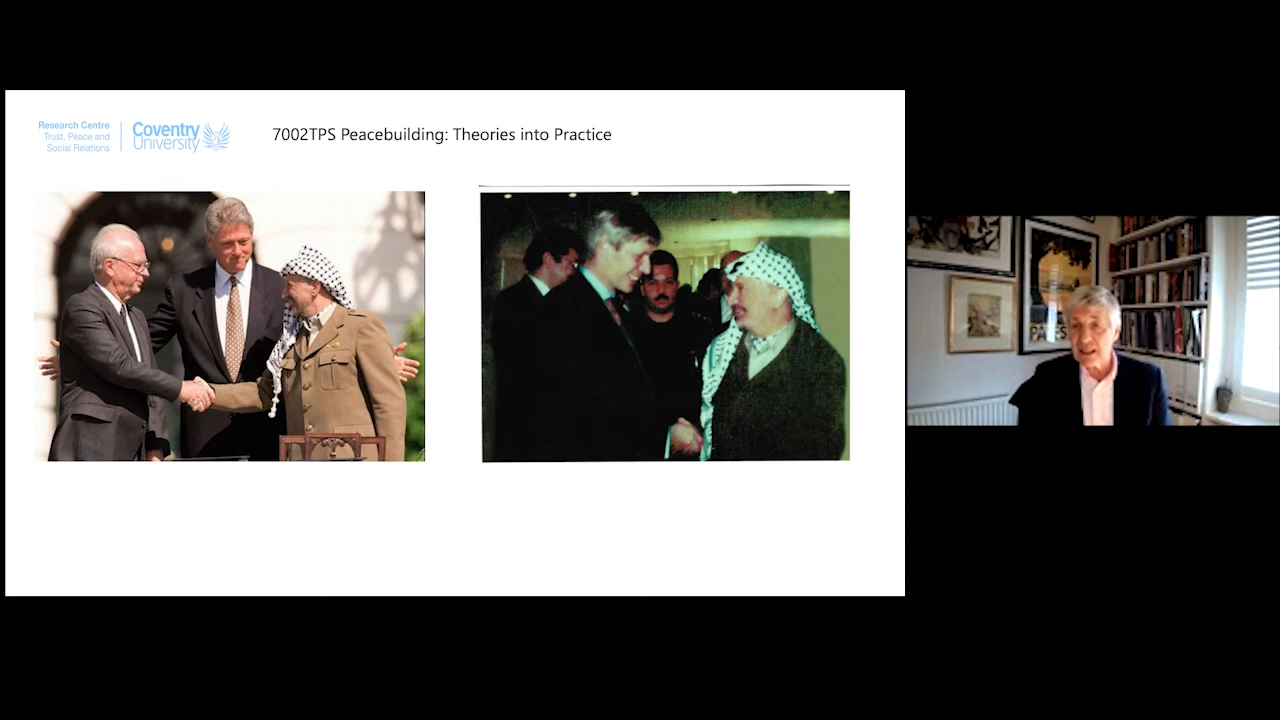 Research Centre
Trust, Peace and
Social Relations
Coventry
University
7002TPS Peacebuilding: Theories into Practice